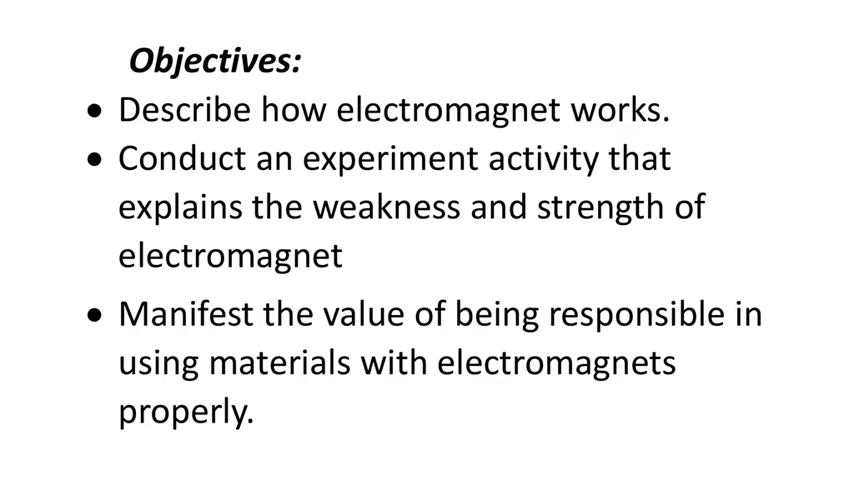 Objectives:
• Describe how electromagnet works.
• Conduct an experiment activity that
explains the weakness and strength of
electromagnet
• Manifest the value of being responsible in
using materials with electromagnets
properly.